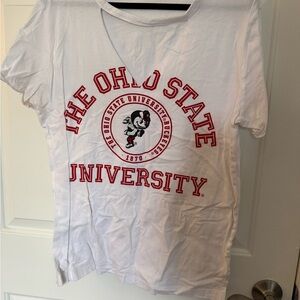 THE OHIO STATE
THE OHIO STATE UNIVERSITY BUCKEYES
1870
UNIVERSITY